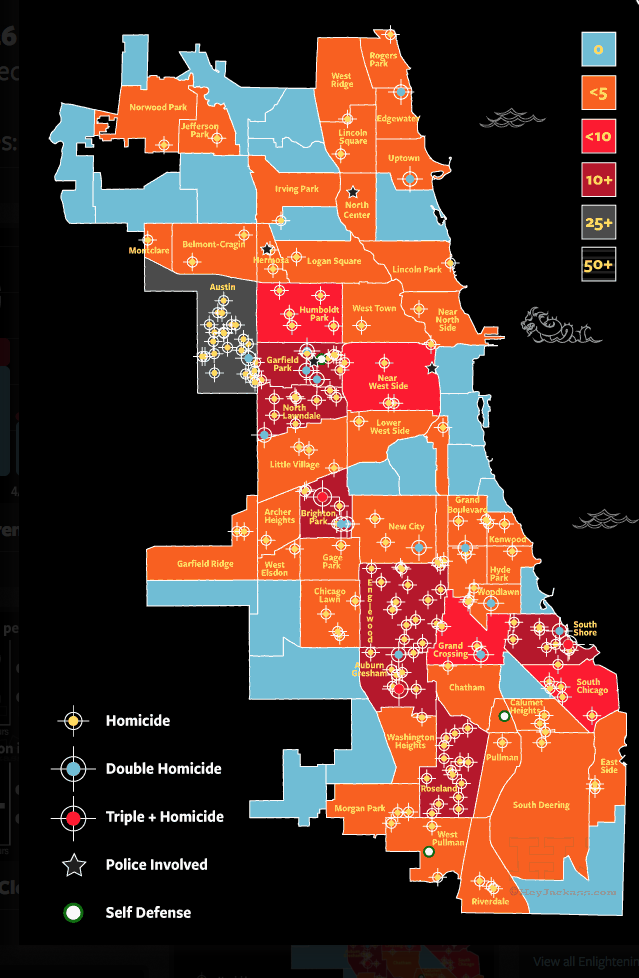 0
<5
<10
10+
25+
50+
Rogers
Park
West
Ridge
Edgewater
Norwood Park
Jefferson
Park
Lincoln
Square
Uptown
Irving Park
North
Center
Montclare
Belmont-Cragin
Hermosa
Logan Square
Lincoln Park
Austin
Humboldt
Park
West Town
Near
North
Side
Garfield
Park
Near
West Side
North
Lawndale
Lower
West Side
Little Village
Brighton
Park
Archer
Heights
New City
Grand
Boulevard
Kenwood
Garfield Ridge
West
Elsdon
Gage
Park
Hyde
Park
Chicago
Lawn
Englewood
Woodlawn
South
Shore
Grand
Crossing
Auburn
Gresham
Chatham
South
Chicago
Calumet
Heights
Washington
Heights
Pullman
East
Side
Roseland
South Deering
Morgan Park
West
Pullman
Riverdale
Homicide
Double Homicide
Triple + Homicide
Police Involved
Self Defense
View all Enlightenin